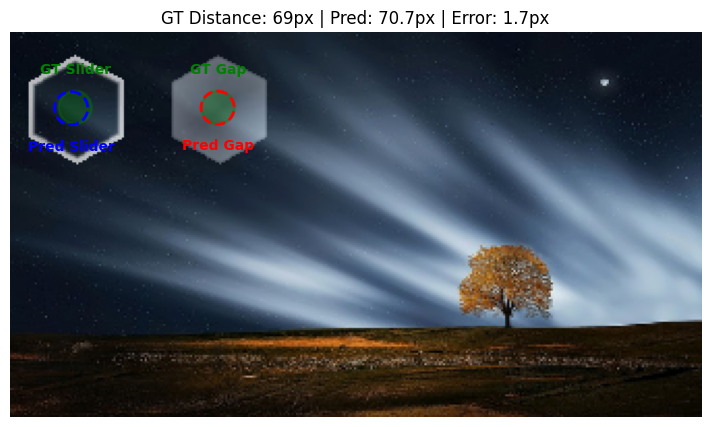 GT Distance: 69px | Pred: 70.7px | Error: 1.7px
GT Slider
GT Gap
Pred Slider
Pred Gap